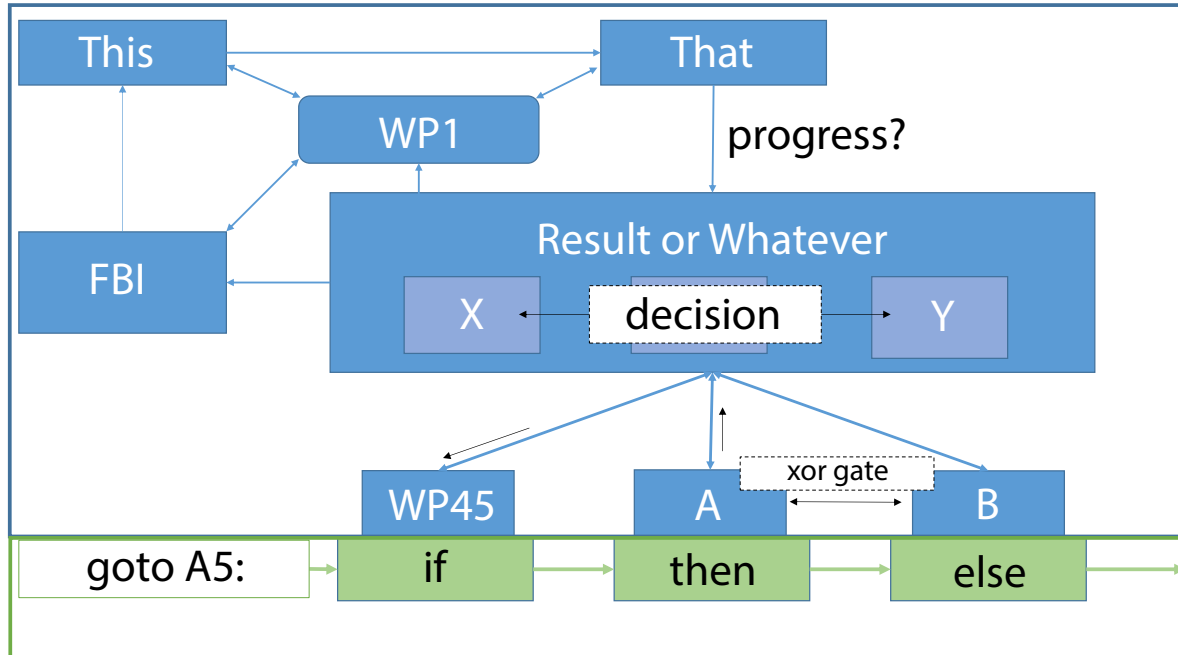 This
That
WP1
progress?
Result or Whatever
FBI
X
decision
Y
xor gate
WP45
A
B
goto A5:
if
then
else